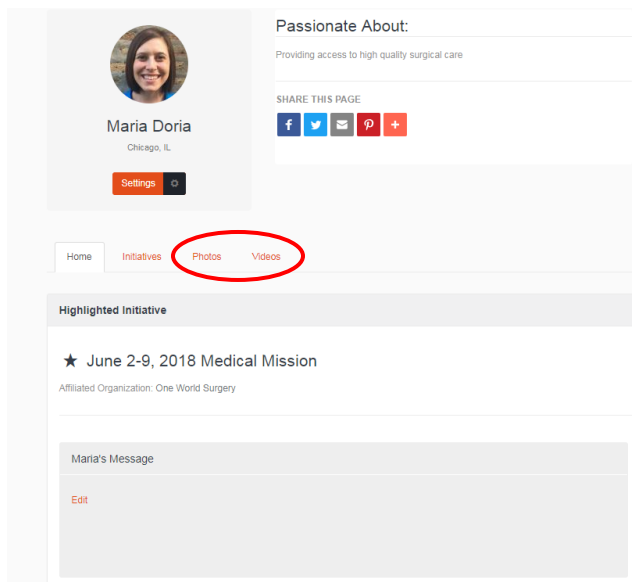 Passionate About:
Providing access to high quality surgical care
SHARE THIS PAGE
Maria Doria
Chicago, IL
Settings
Home Initiatives Photos Videos
Highlighted Initiative
★ June 2-9, 2018 Medical Mission
Affiliated Organization: One World Surgery
Maria's Message
Edit